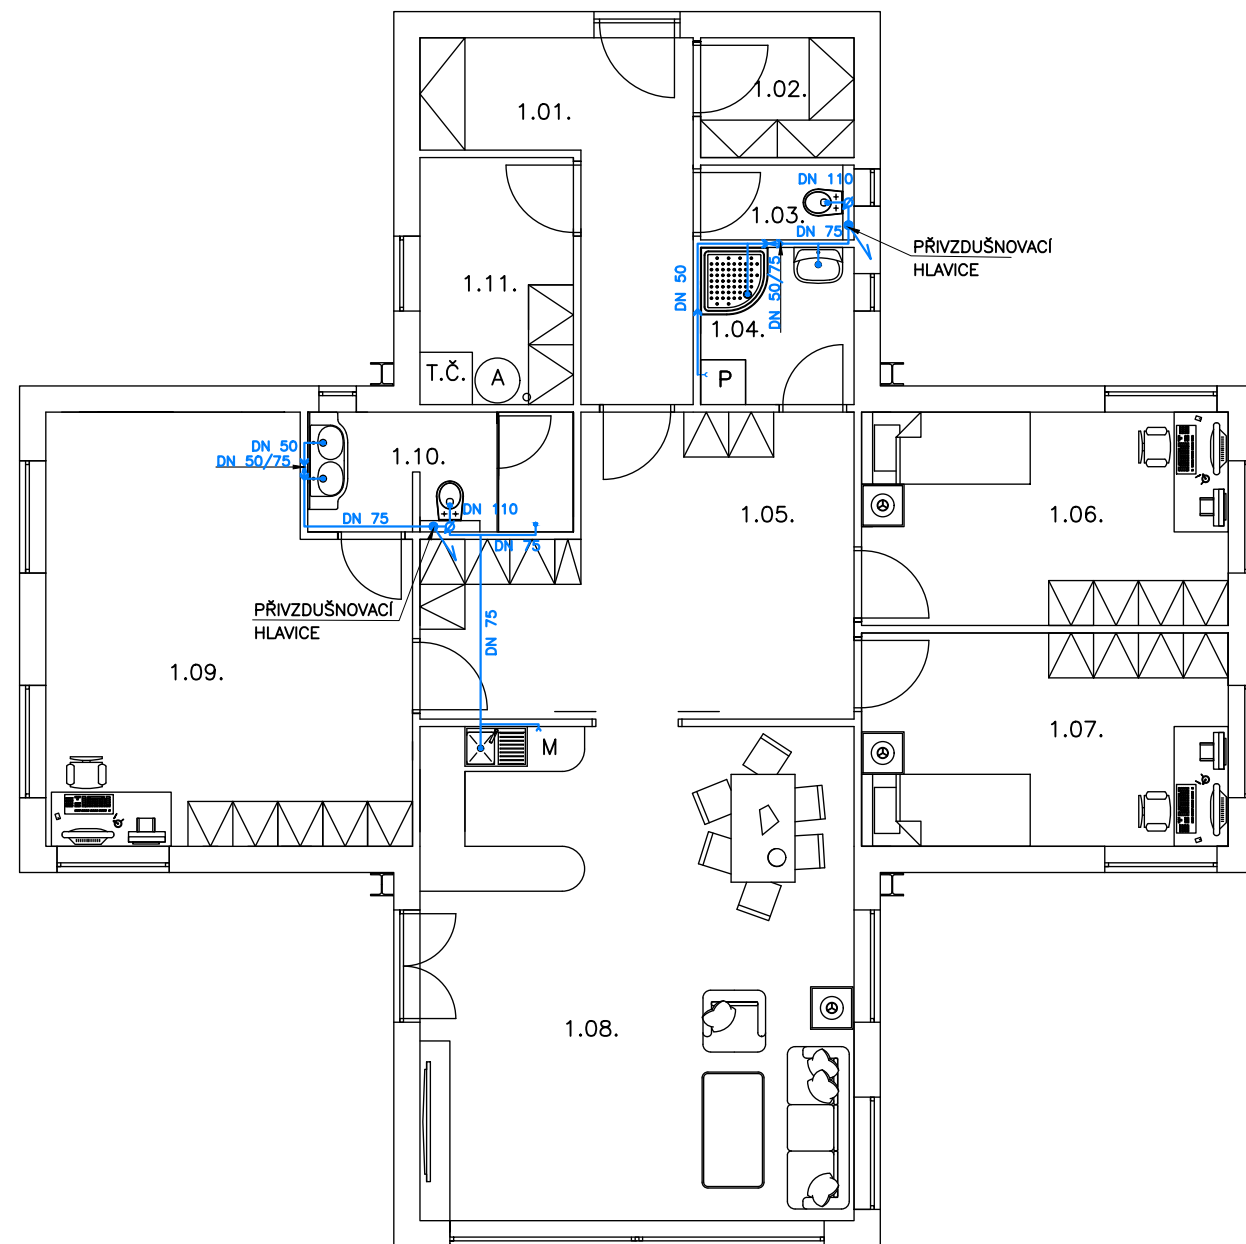 1.01.
1.02.
DN 110
1.03.
DN 75
PŘIVZDUŠNOVACÍ
HLAVICE
DN 50
DN 50/75
1.04.
1.11.
T.Č.
A
P
DN 50
DN 50/75
1.10.
DN 75
DN 110
DN 75
1.05.
1.06.
PŘIVZDUŠNOVACÍ
HLAVICE
DN 75
1.09.
1.07.
M
1.08.